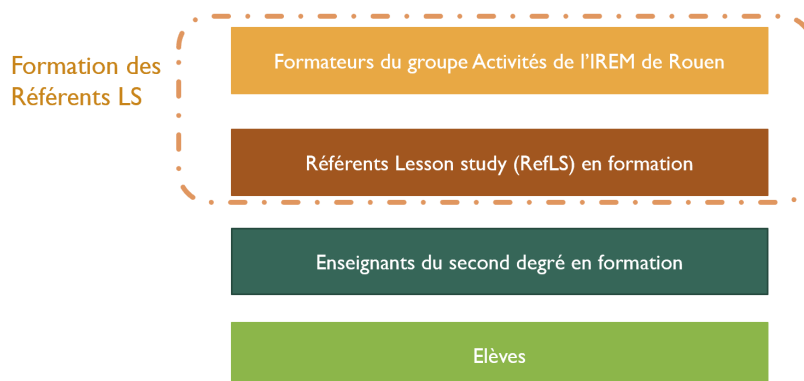 Formation des
Référents LS
Formateurs du groupe Activités de l'IREM de Rouen
Référents Lesson study (RefLS) en formation
Enseignants du second degré en formation
Elèves